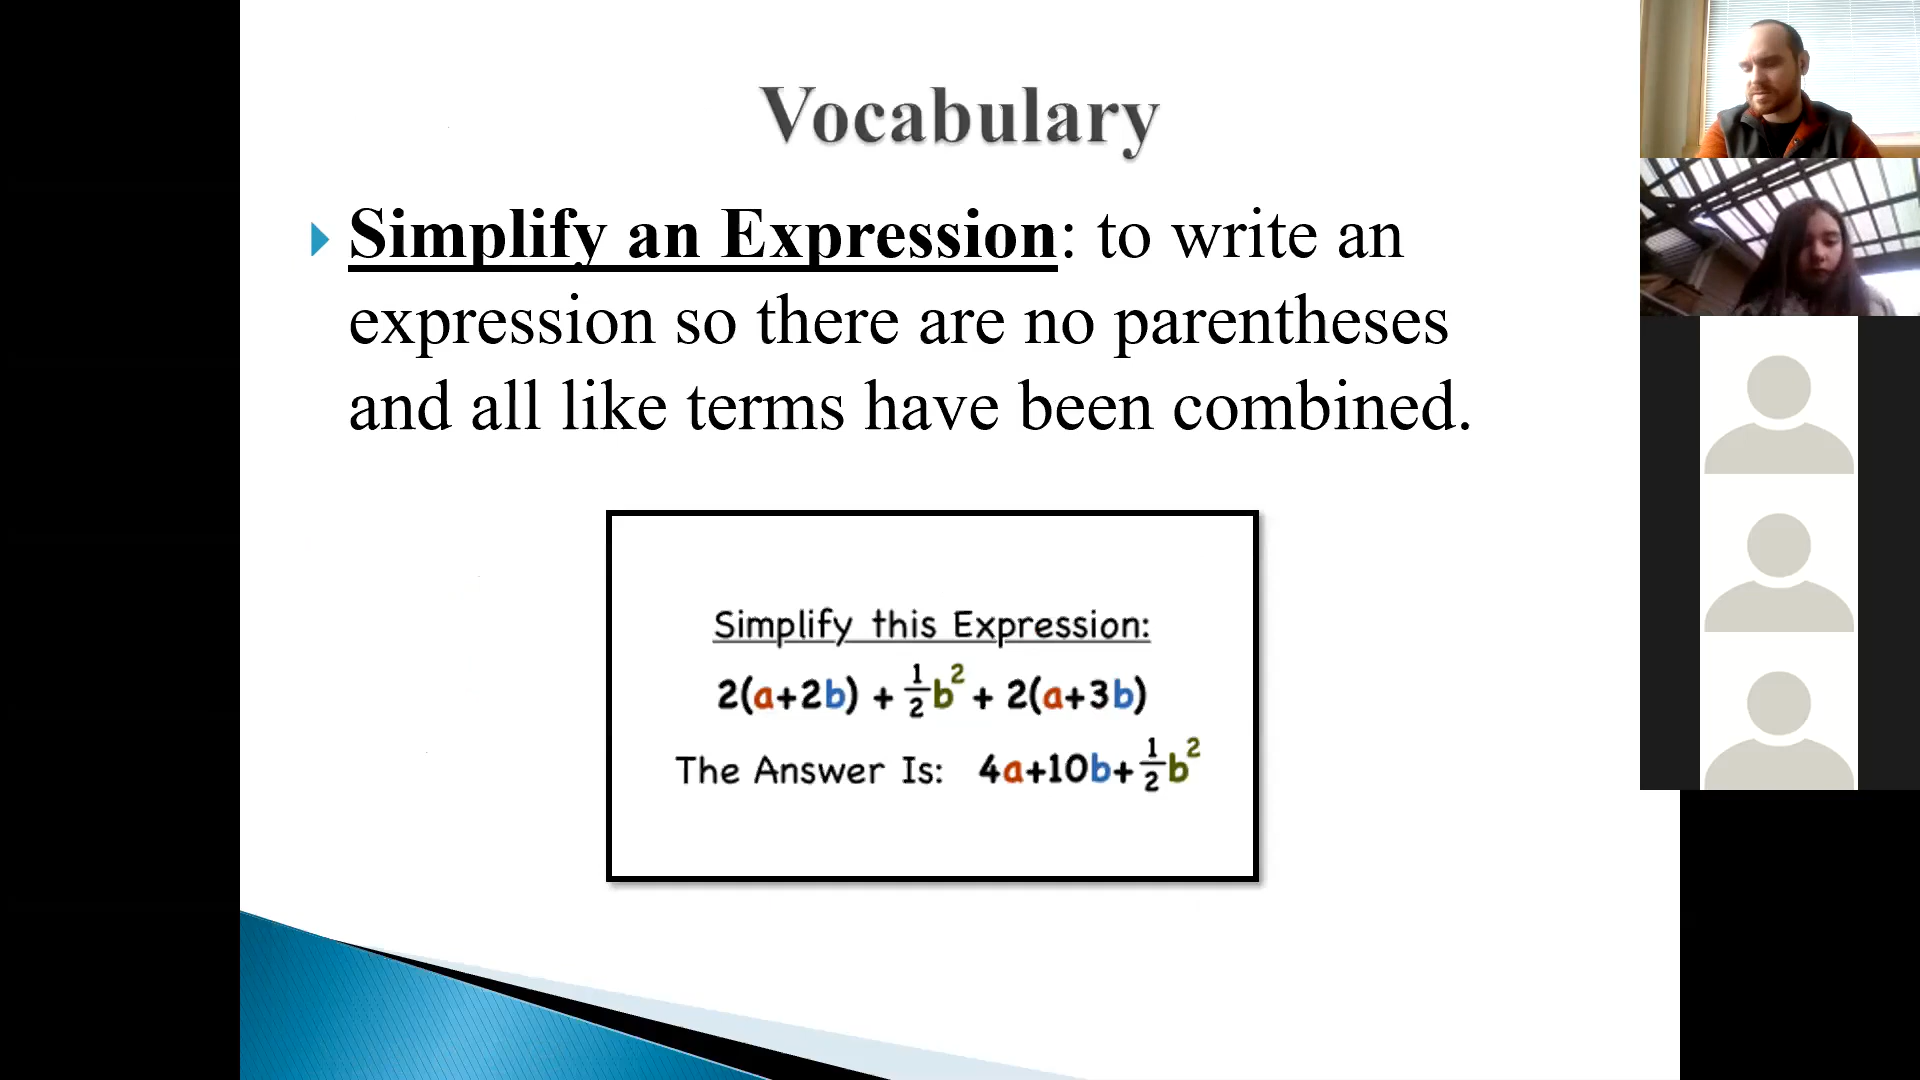 Vocabulary
Simplify an Expression: to write an
expression so there are no parentheses
and all like terms have been combined.
Simplify this Expression:
2(a+2b) + ½b² + 2(a+3b)
The Answer Is: 4a+10b+½b²